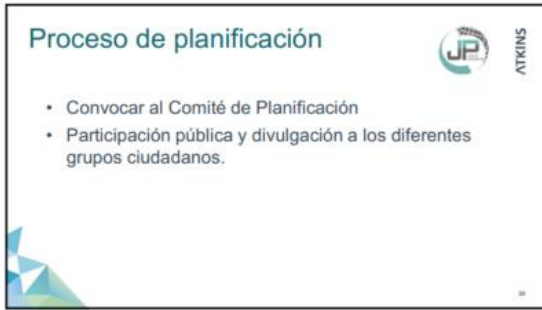 Proceso de planificación
JP
ATKINS
• Convocar al Comité de Planificación
• Participación pública y divulgación a los diferentes
grupos ciudadanos.